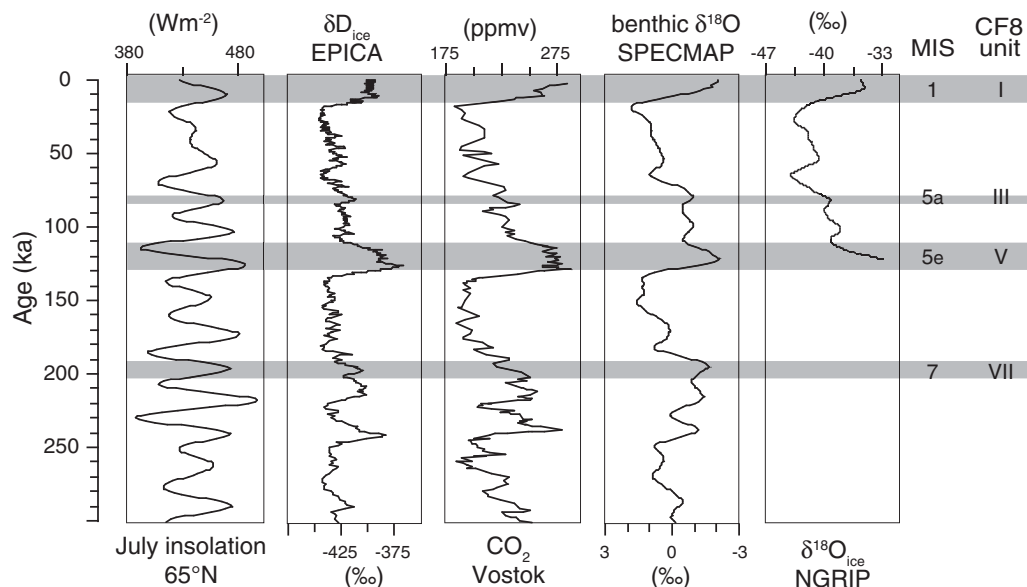 (Wm-2)
380 480
δDice
EPICA
(ppmv)
175 275
benthic δ18O
SPECMAP
(‰)
-47 -40 -33
MIS
CF8
unit
Age (ka)
0
50
100
150
200
250
1 I
5a III
5e V
7 VII
July insolation
65°N
-425 -375
(‰)
CO2
Vostok
3 0 -3
(‰)
δ18Oice
NGRIP